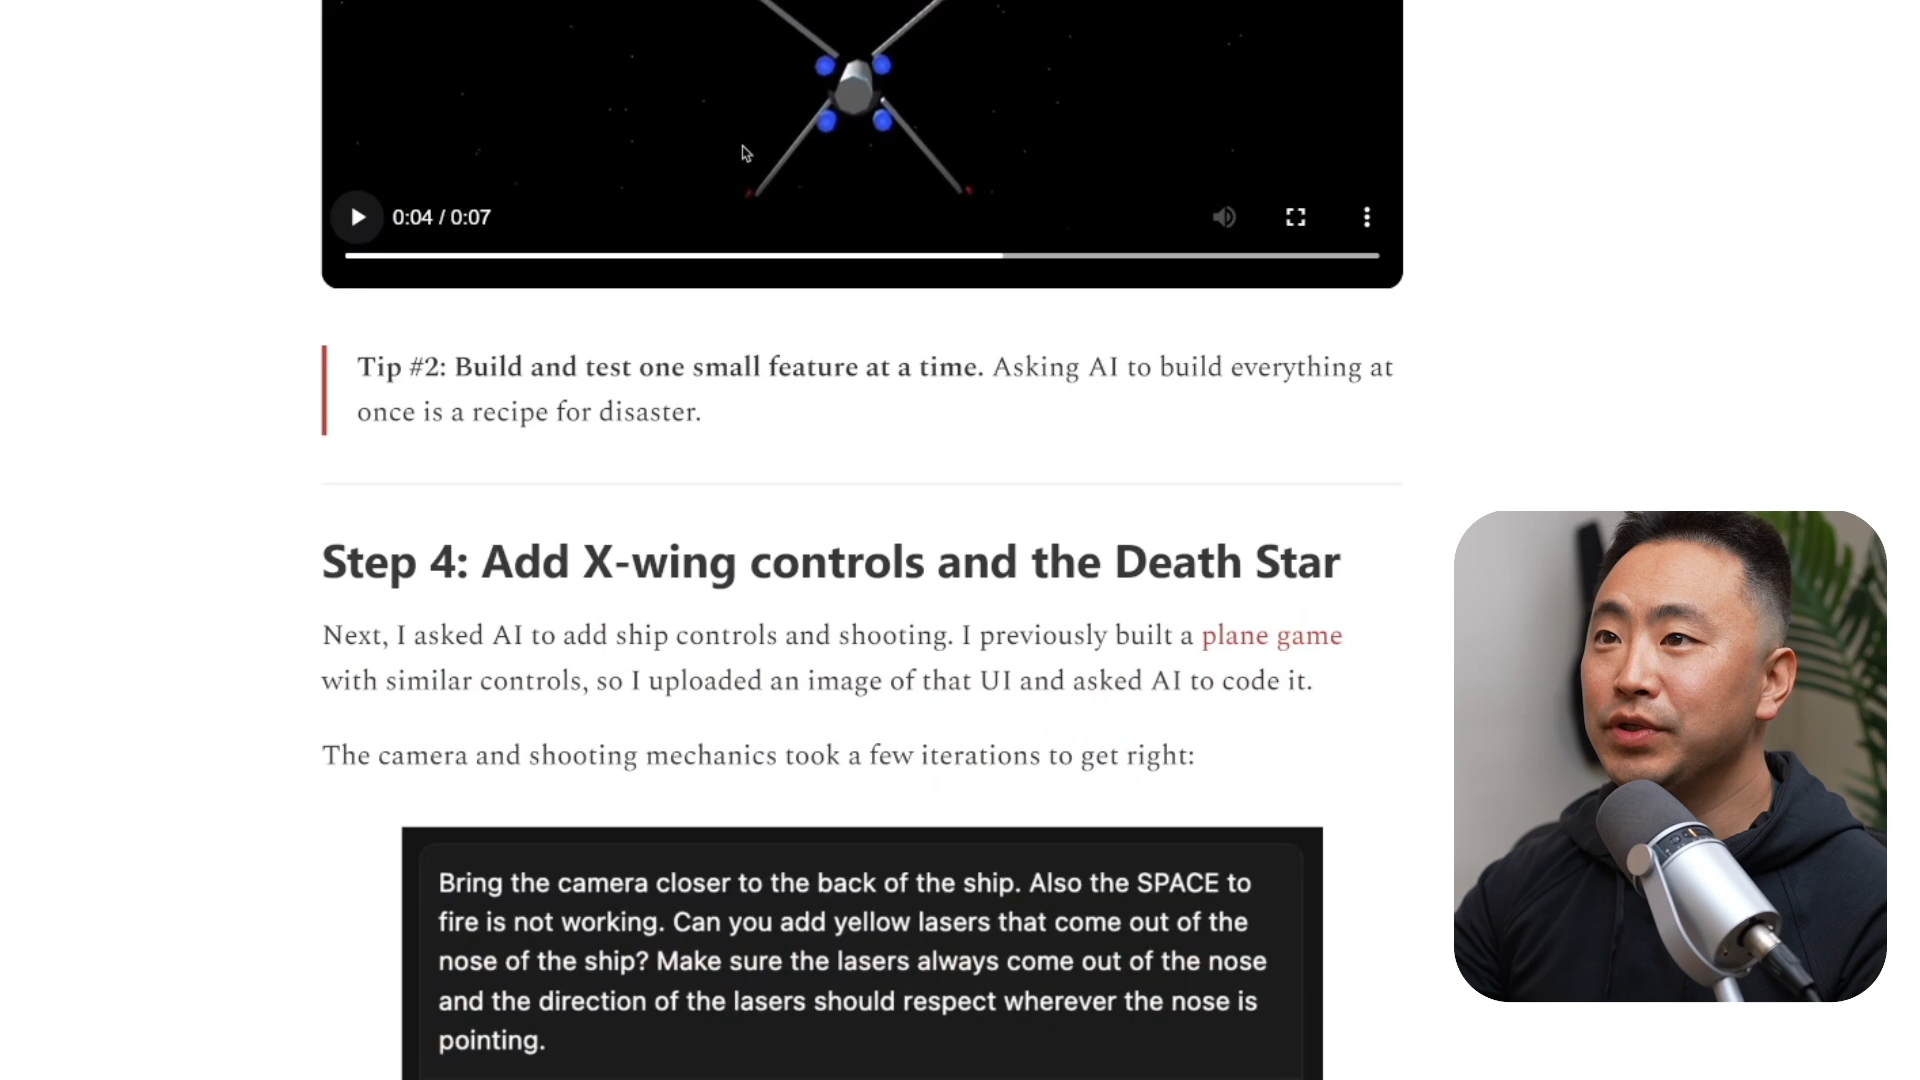 0:04 / 0:07
Tip #2: Build and test one small feature at a time. Asking AI to build everything at
once is a recipe for disaster.
Step 4: Add X-wing controls and the Death Star
Next, I asked AI to add ship controls and shooting. I previously built a plane game
with similar controls, so I uploaded an image of that UI and asked AI to code it.
The camera and shooting mechanics took a few iterations to get right:
Bring the camera closer to the back of the ship. Also the SPACE to
fire is not working. Can you add yellow lasers that come out of the
nose of the ship? Make sure the lasers always come out of the nose
and the direction of the lasers should respect wherever the nose is
pointing.